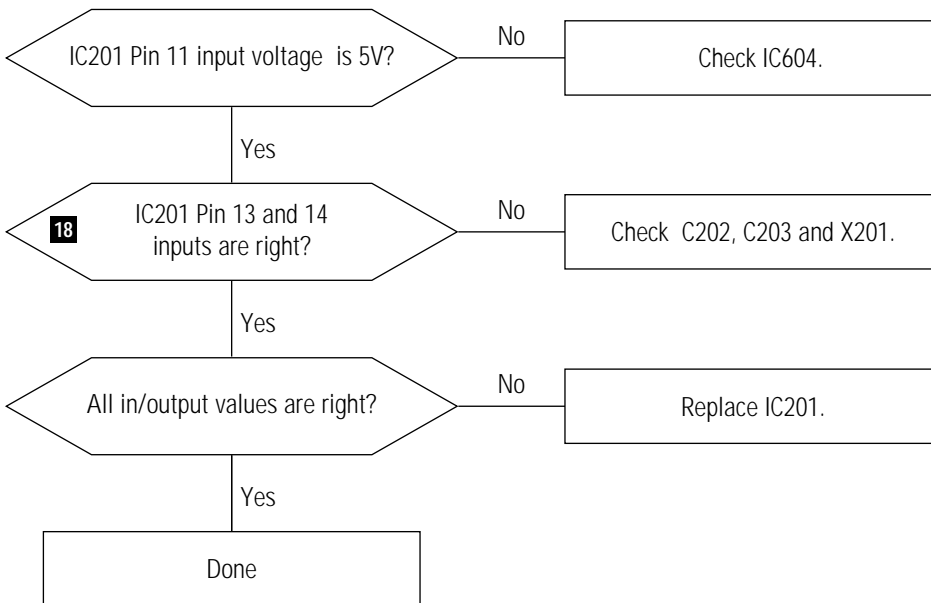 IC201 Pin 11 input voltage is 5V?
No
Check IC604.
Yes
18
IC201 Pin 13 and 14
inputs are right?
No
Check C202, C203 and X201.
Yes
All in/output values are right?
No
Replace IC201.
Yes
Done